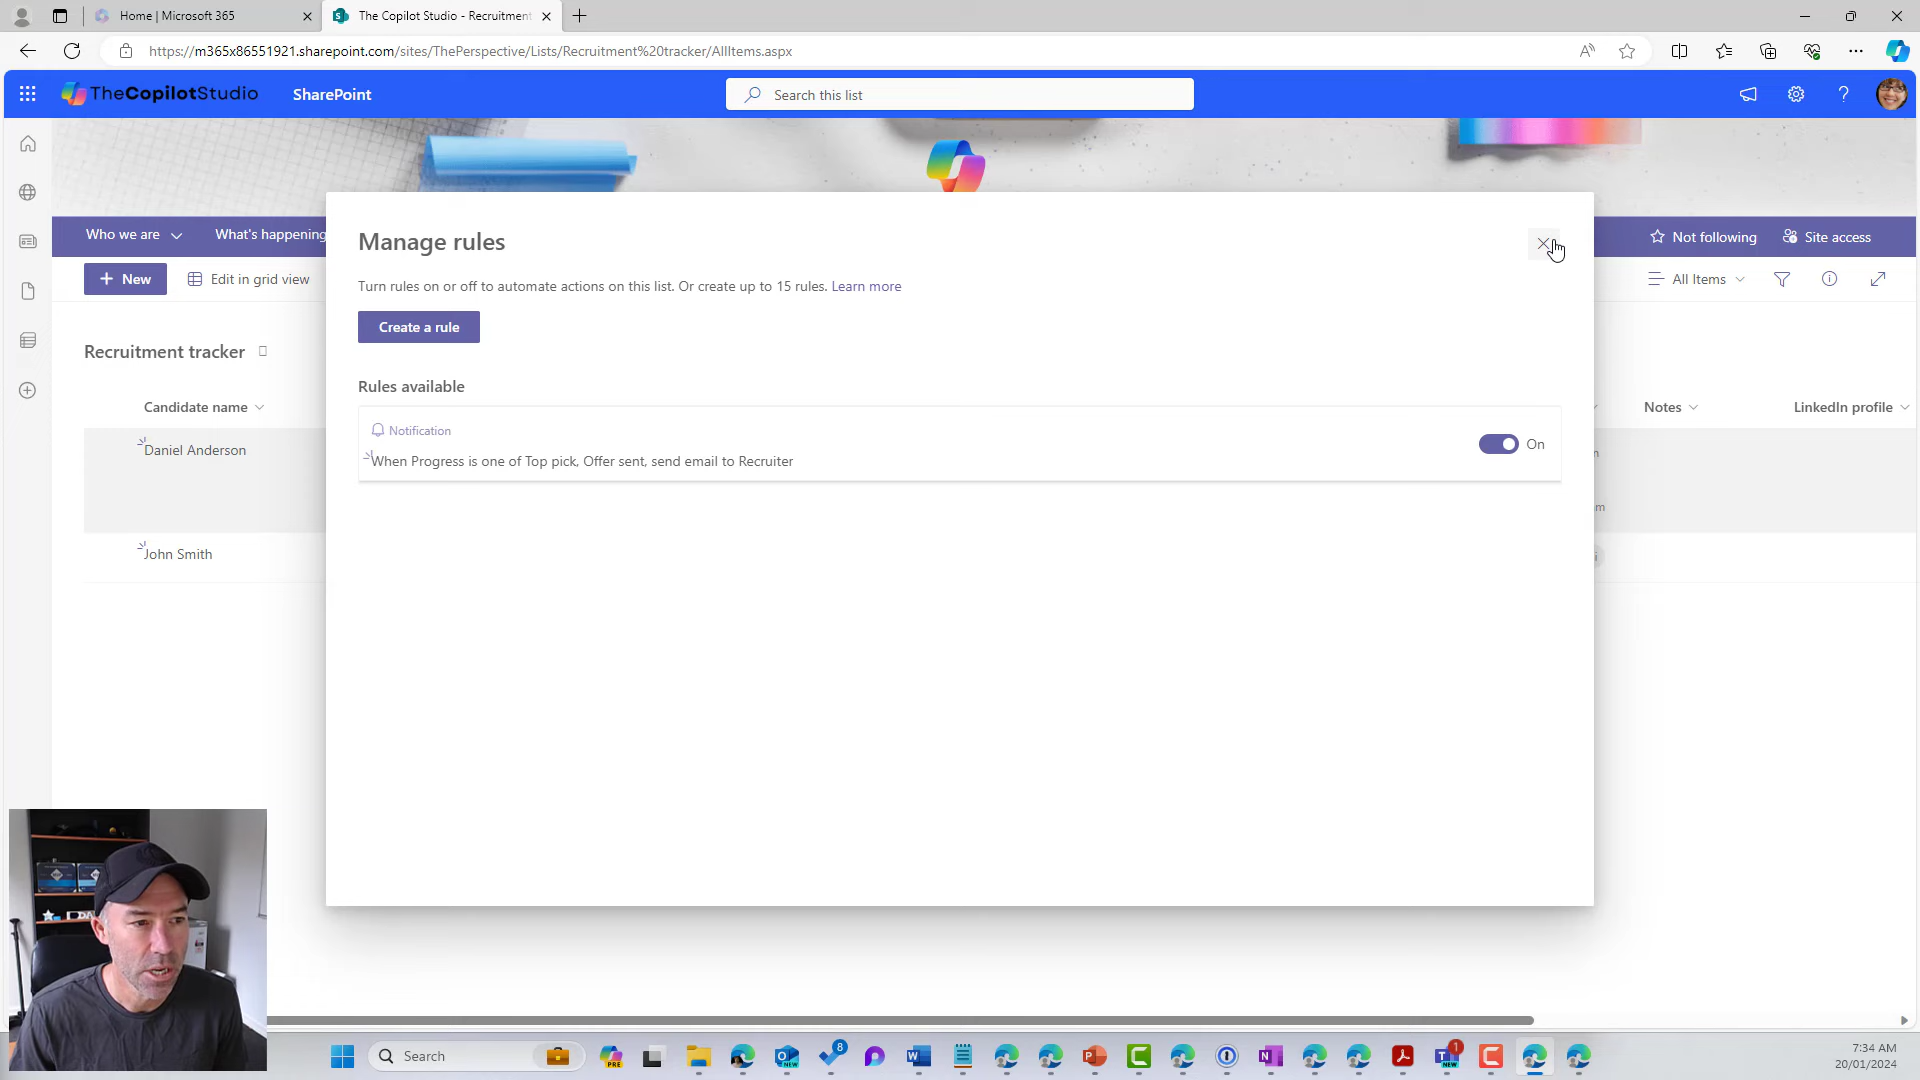 Home | Microsoft 365
The Copilot Studio - Recruitment
https://m365x86551921.sharepoint.com/sites/ThePerspective/Lists/Recruitment%20tracker/AllItems.aspx
TheCopilotStudio
SharePoint
Search this list
Who we are
What's happening
Not following
Site access
New
Edit in grid view
All Items
Manage rules
Turn rules on or off to automate actions on this list. Or create up to 15 rules. Learn more
Create a rule
Rules available
Notification
When Progress is one of Top pick, Offer sent, send email to Recruiter
On
Recruitment tracker
Candidate name
Notes
LinkedIn profile
Daniel Anderson
John Smith
Search
PRE
NEW
8
NEW
1
7:34 AM
20/01/2024